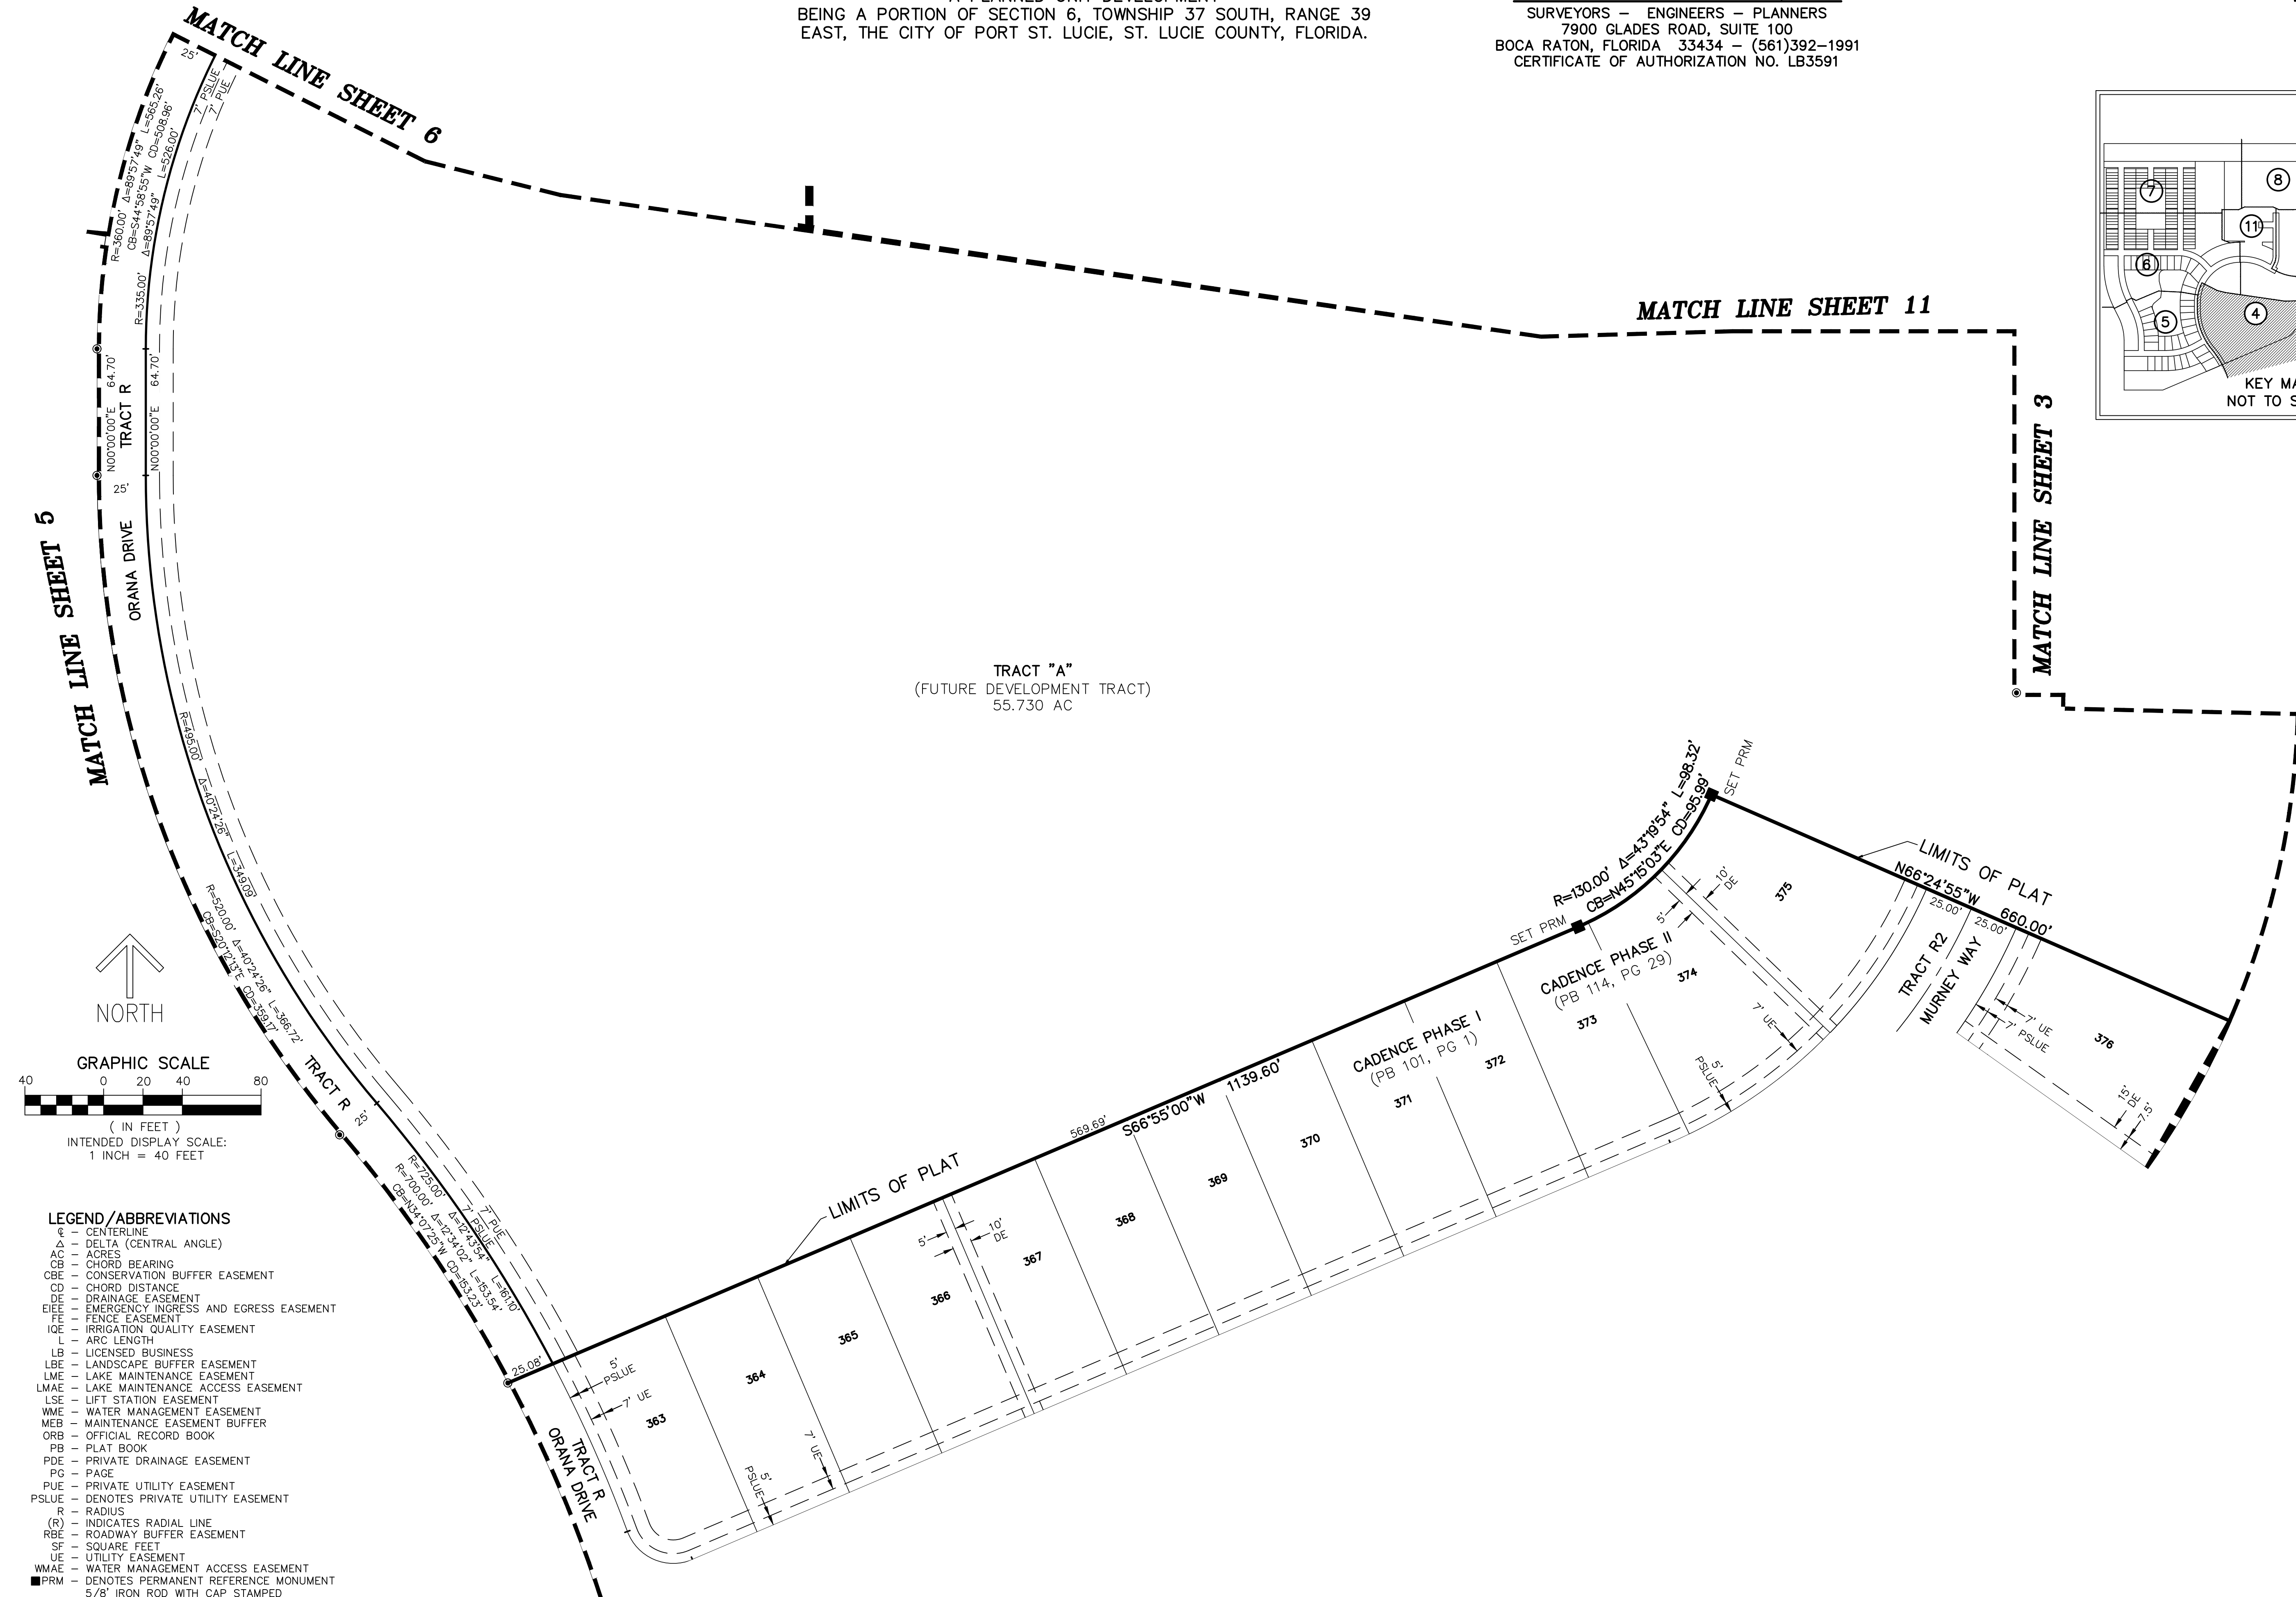 BEING A PORTION OF SECTION 6, TOWNSHIP 37 SOUTH, RANGE 39
EAST, THE CITY OF PORT ST. LUCIE, ST. LUCIE COUNTY, FLORIDA.
SURVEYORS – ENGINEERS – PLANNERS
7900 GLADES ROAD, SUITE 100
BOCA RATON, FLORIDA 33434 – (561)392–1991
CERTIFICATE OF AUTHORIZATION NO. LB3591
MATCH LINE SHEET 6
25'
7' PSLUE
7' PUE
R=360.00' Δ=89°57'49" L=565.26'
CB=S44°58'55"W CD=508.96'
R=335.00' Δ=89°57'49" L=526.00'
7
8
11
6
5
4
KEY MA
NOT TO S
MATCH LINE SHEET 11
MATCH LINE SHEET 3
N00°00'00"E 64.70'
TRACT R
N00°00'00"E 64.70'
25'
ORANA DRIVE
MATCH LINE SHEET 5
TRACT "A"
(FUTURE DEVELOPMENT TRACT)
55.730 AC
R=495.00' Δ=40°24'26" L=349.09'
R=520.00' Δ=40°24'26" L=366.72'
CB=S20°12'13"E CD=359.17'
TRACT R
25'
R=130.00' Δ=43°19'54" L=98.32'
CB=N45°15'03"E CD=95.99'
SET PRM
SET PRM
LIMITS OF PLAT
N66°24'55"W 660.00'
25.00'
25.00'
10'
DE
5'
375
CADENCE PHASE II
(PB 114, PG 29)
374
373
7' UE
5'
PSLUE
TRACT R2
MURNEY WAY
7' UE
7' PSLUE
376
15'
DE
7.5'
CADENCE PHASE I
(PB 101, PG 1)
372
371
370
369
368
367
366
365
364
363
S66°55'00"W 1139.60'
569.69'
LIMITS OF PLAT
5'
10'
DE
NORTH
GRAPHIC SCALE
40 0 20 40 80
( IN FEET )
INTENDED DISPLAY SCALE:
1 INCH = 40 FEET
R=725.00' Δ=12°43'54" L=161.10'
R=700.00' Δ=12°34'02" L=153.54'
CB=N34°07'25"W CD=153.23'
7' PSLUE
7' PUE
25.08'
5'
PSLUE
7' UE
7' UE
5'
PSLUE
TRACT R
ORANA DRIVE
LEGEND/ABBREVIATIONS
℄ – CENTERLINE
Δ – DELTA (CENTRAL ANGLE)
AC – ACRES
CB – CHORD BEARING
CBE – CONSERVATION BUFFER EASEMENT
CD – CHORD DISTANCE
DE – DRAINAGE EASEMENT
EIEE – EMERGENCY INGRESS AND EGRESS EASEMENT
FE – FENCE EASEMENT
IQE – IRRIGATION QUALITY EASEMENT
L – ARC LENGTH
LB – LICENSED BUSINESS
LBE – LANDSCAPE BUFFER EASEMENT
LME – LAKE MAINTENANCE EASEMENT
LMAE – LAKE MAINTENANCE ACCESS EASEMENT
LSE – LIFT STATION EASEMENT
WME – WATER MANAGEMENT EASEMENT
MEB – MAINTENANCE EASEMENT BUFFER
ORB – OFFICIAL RECORD BOOK
PB – PLAT BOOK
PDE – PRIVATE DRAINAGE EASEMENT
PG – PAGE
PUE – PRIVATE UTILITY EASEMENT
PSLUE – DENOTES PRIVATE UTILITY EASEMENT
R – RADIUS
(R) – INDICATES RADIAL LINE
RBE – ROADWAY BUFFER EASEMENT
SF – SQUARE FEET
UE – UTILITY EASEMENT
WMAE – WATER MANAGEMENT ACCESS EASEMENT
■PRM – DENOTES PERMANENT REFERENCE MONUMENT
5/8' IRON ROD WITH CAP STAMPED